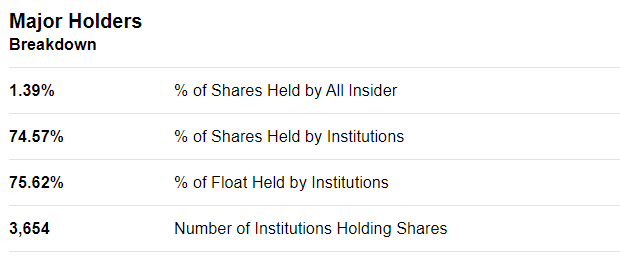 Major Holders
Breakdown
1.39% % of Shares Held by All Insider
74.57% % of Shares Held by Institutions
75.62% % of Float Held by Institutions
3,654 Number of Institutions Holding Shares